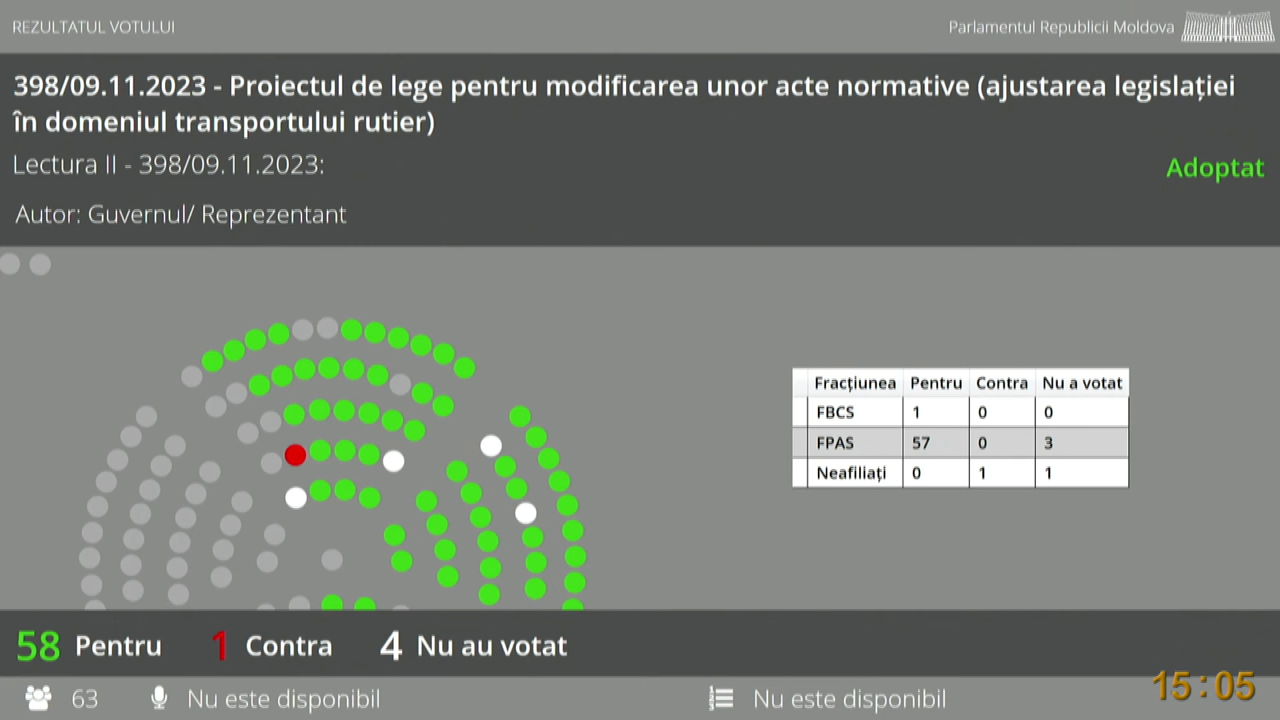 REZULTATUL VOTULUI
Parlamentul Republicii Moldova
398/09.11.2023 - Proiectul de lege pentru modificarea unor acte normative (ajustarea legislației
în domeniul transportului rutier)
Lectura II - 398/09.11.2023:
Adoptat
Autor: Guvernul/ Reprezentant
Fracțiunea Pentru Contra Nu a votat
FBCS 1 0 0
FPAS 57 0 3
Neafiliați 0 1 1
58 Pentru 1 Contra 4 Nu au votat
63 Nu este disponibil Nu este disponibil
15:05